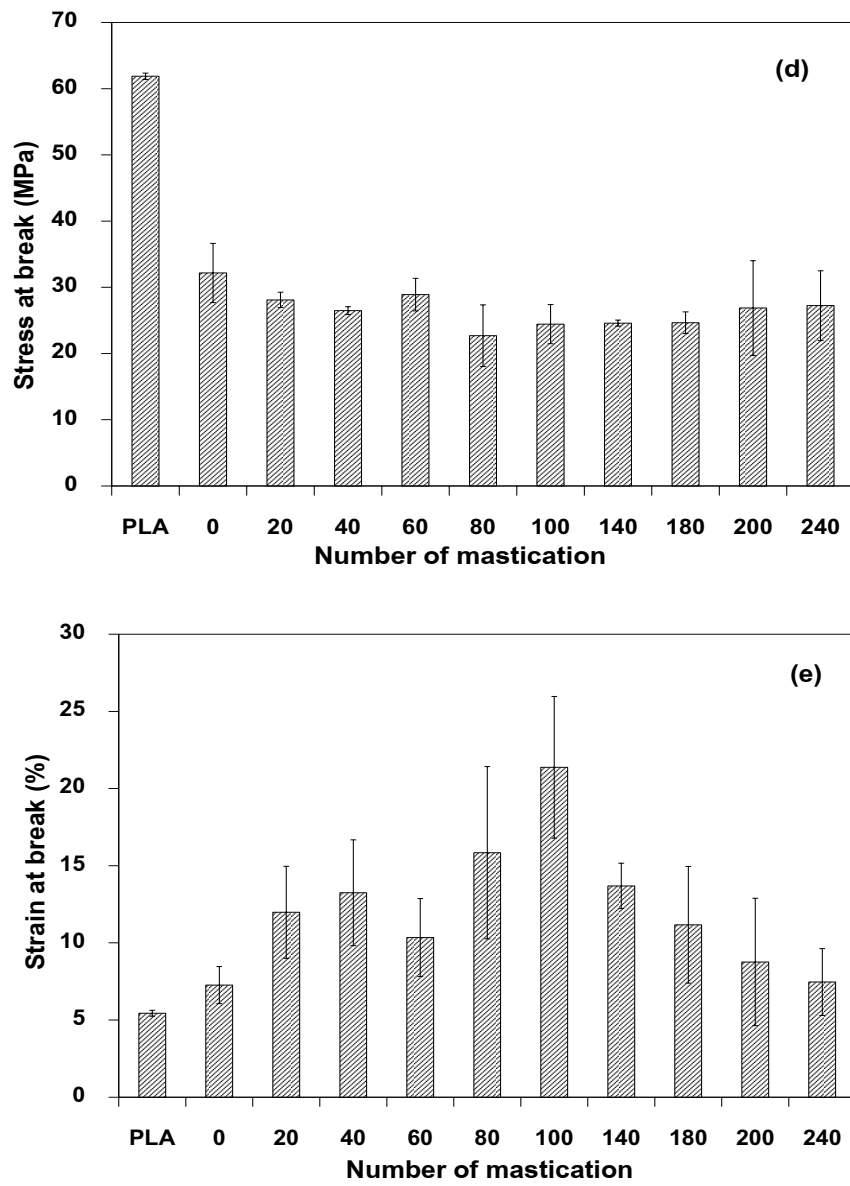 70
(d)
60
50
40
30
20
10
0
Stress at break (MPa)
PLA 0 20 40 60 80 100 140 180 200 240
Number of mastication
30
(e)
25
20
15
10
5
0
Strain at break (%)
PLA 0 20 40 60 80 100 140 180 200 240
Number of mastication